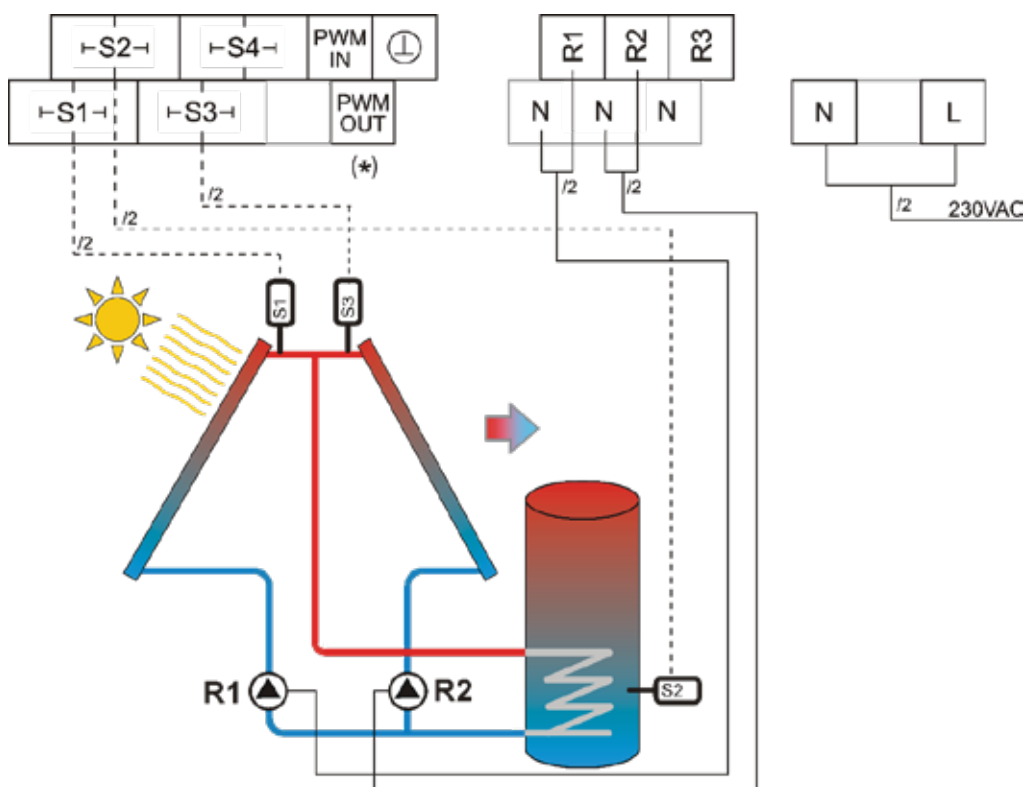 S2 S4 PWM IN R1 R2 R3
S1 S3 PWM OUT N N N N L
(*)
/2 /2 /2 /2 /2 230VAC
/2
S1 S3
R1 R2 S2